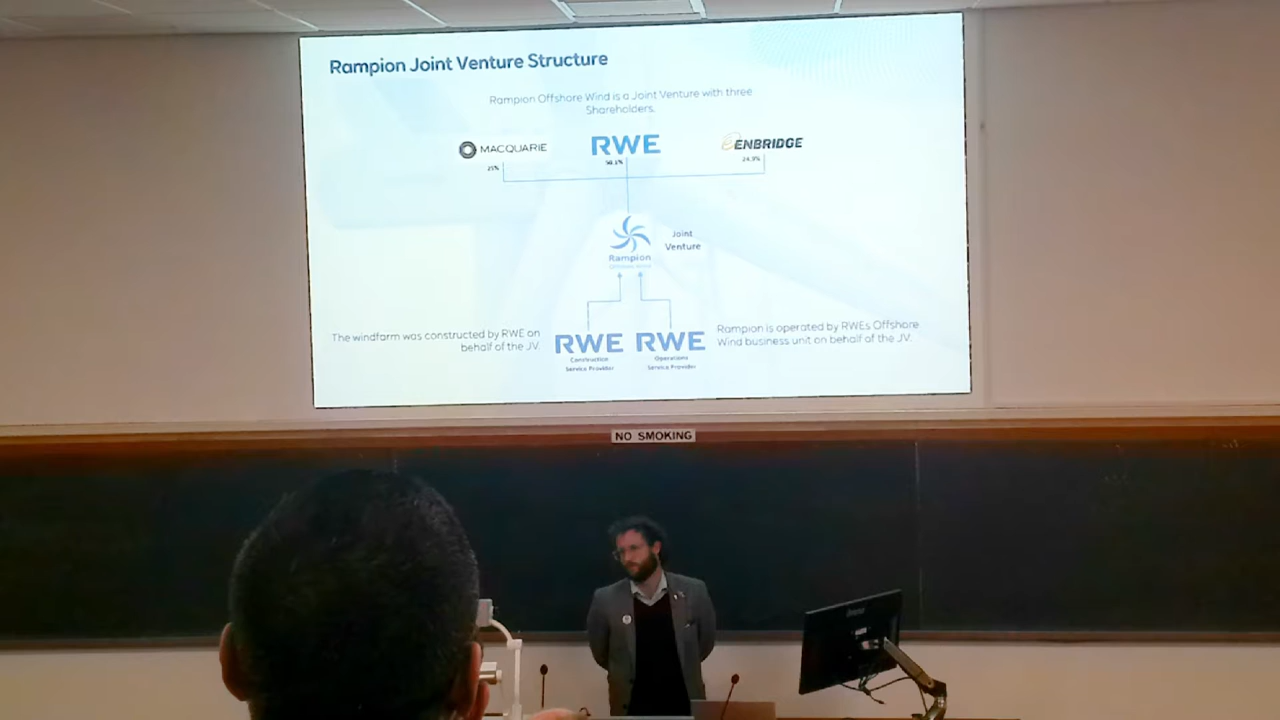 Rampion Joint Venture Structure
Rampion Offshore Wind is a Joint Venture with three
Shareholders.
MACQUARIE
RWE
ENBRIDGE
25%
50.1%
24.9%
Rampion
Joint
Venture
The windfarm was constructed by RWE on
behalf of the JV.
RWE
Construction
Service Provider
RWE
Operations
Service Provider
Rampion is operated by RWEs Offshore
Wind business unit on behalf of the JV.
NO SMOKING